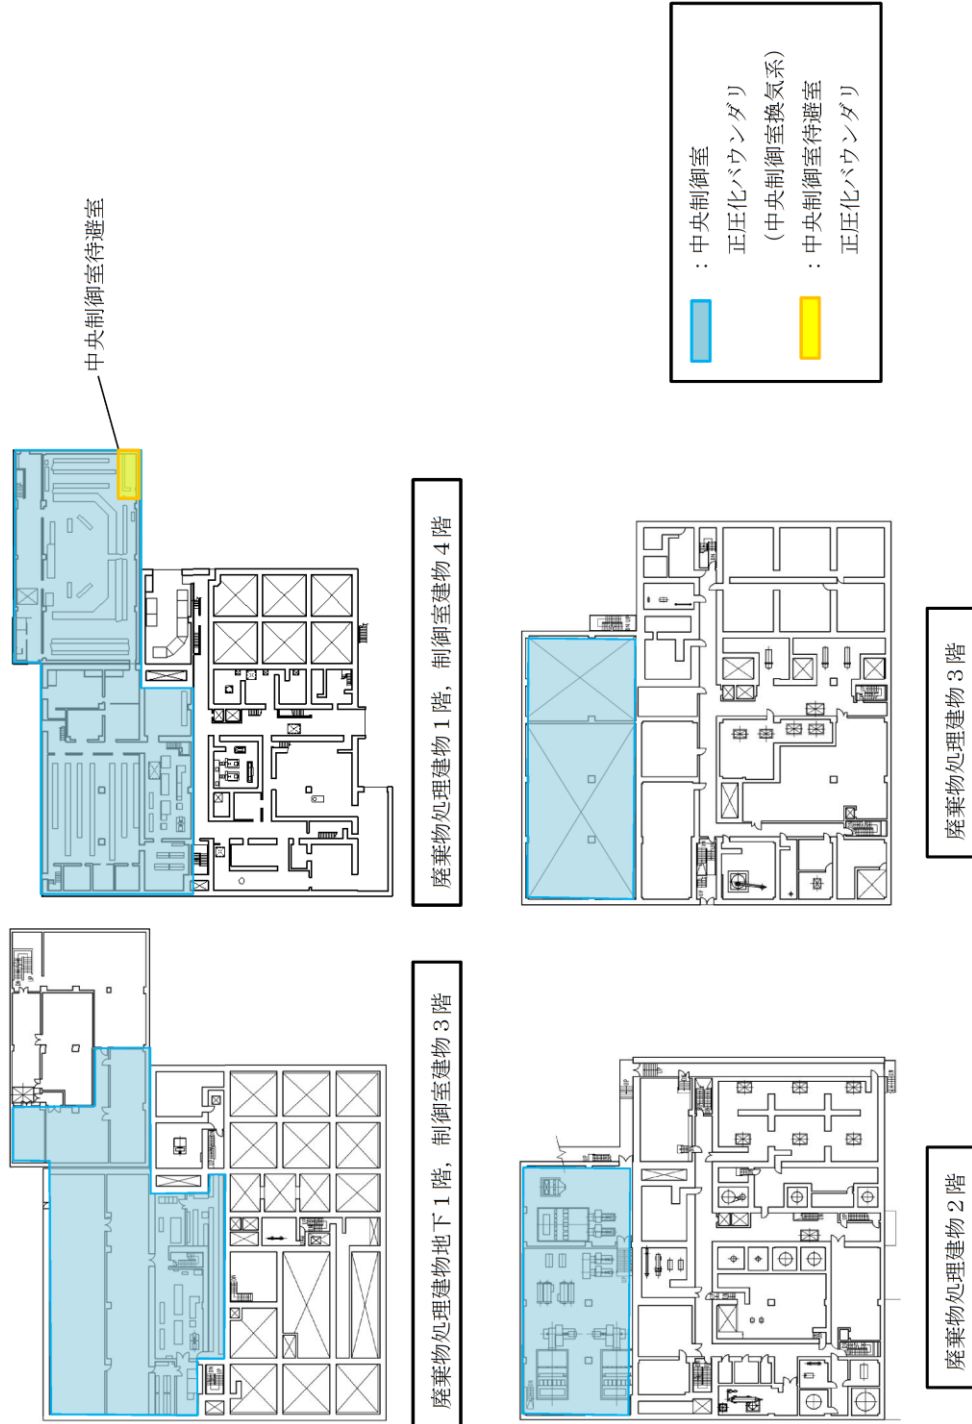 中央制御室待避室
：中央制御室
正圧化バウンダリ
（中央制御室換気系）
：中央制御室待避室
正圧化バウンダリ
廃棄物処理建物地下１階，制御室建物３階
廃棄物処理建物１階，制御室建物４階
廃棄物処理建物２階
廃棄物処理建物３階